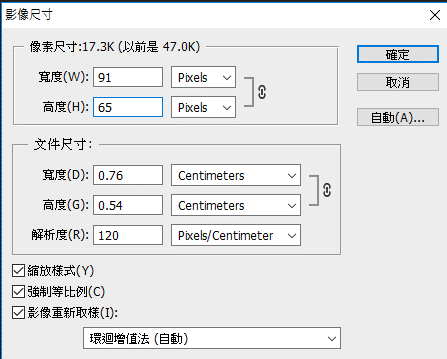 影像尺寸
像素尺寸:17.3K (以前是 47.0K)
寬度(W): 91 Pixels
高度(H): 65 Pixels
確定
取消
自動(A)...
文件尺寸:
寬度(D): 0.76 Centimeters
高度(G): 0.54 Centimeters
解析度(R): 120 Pixels/Centimeter
縮放樣式(Y)
強制等比例(C)
影像重新取樣(I):
環迴增值法 (自動)